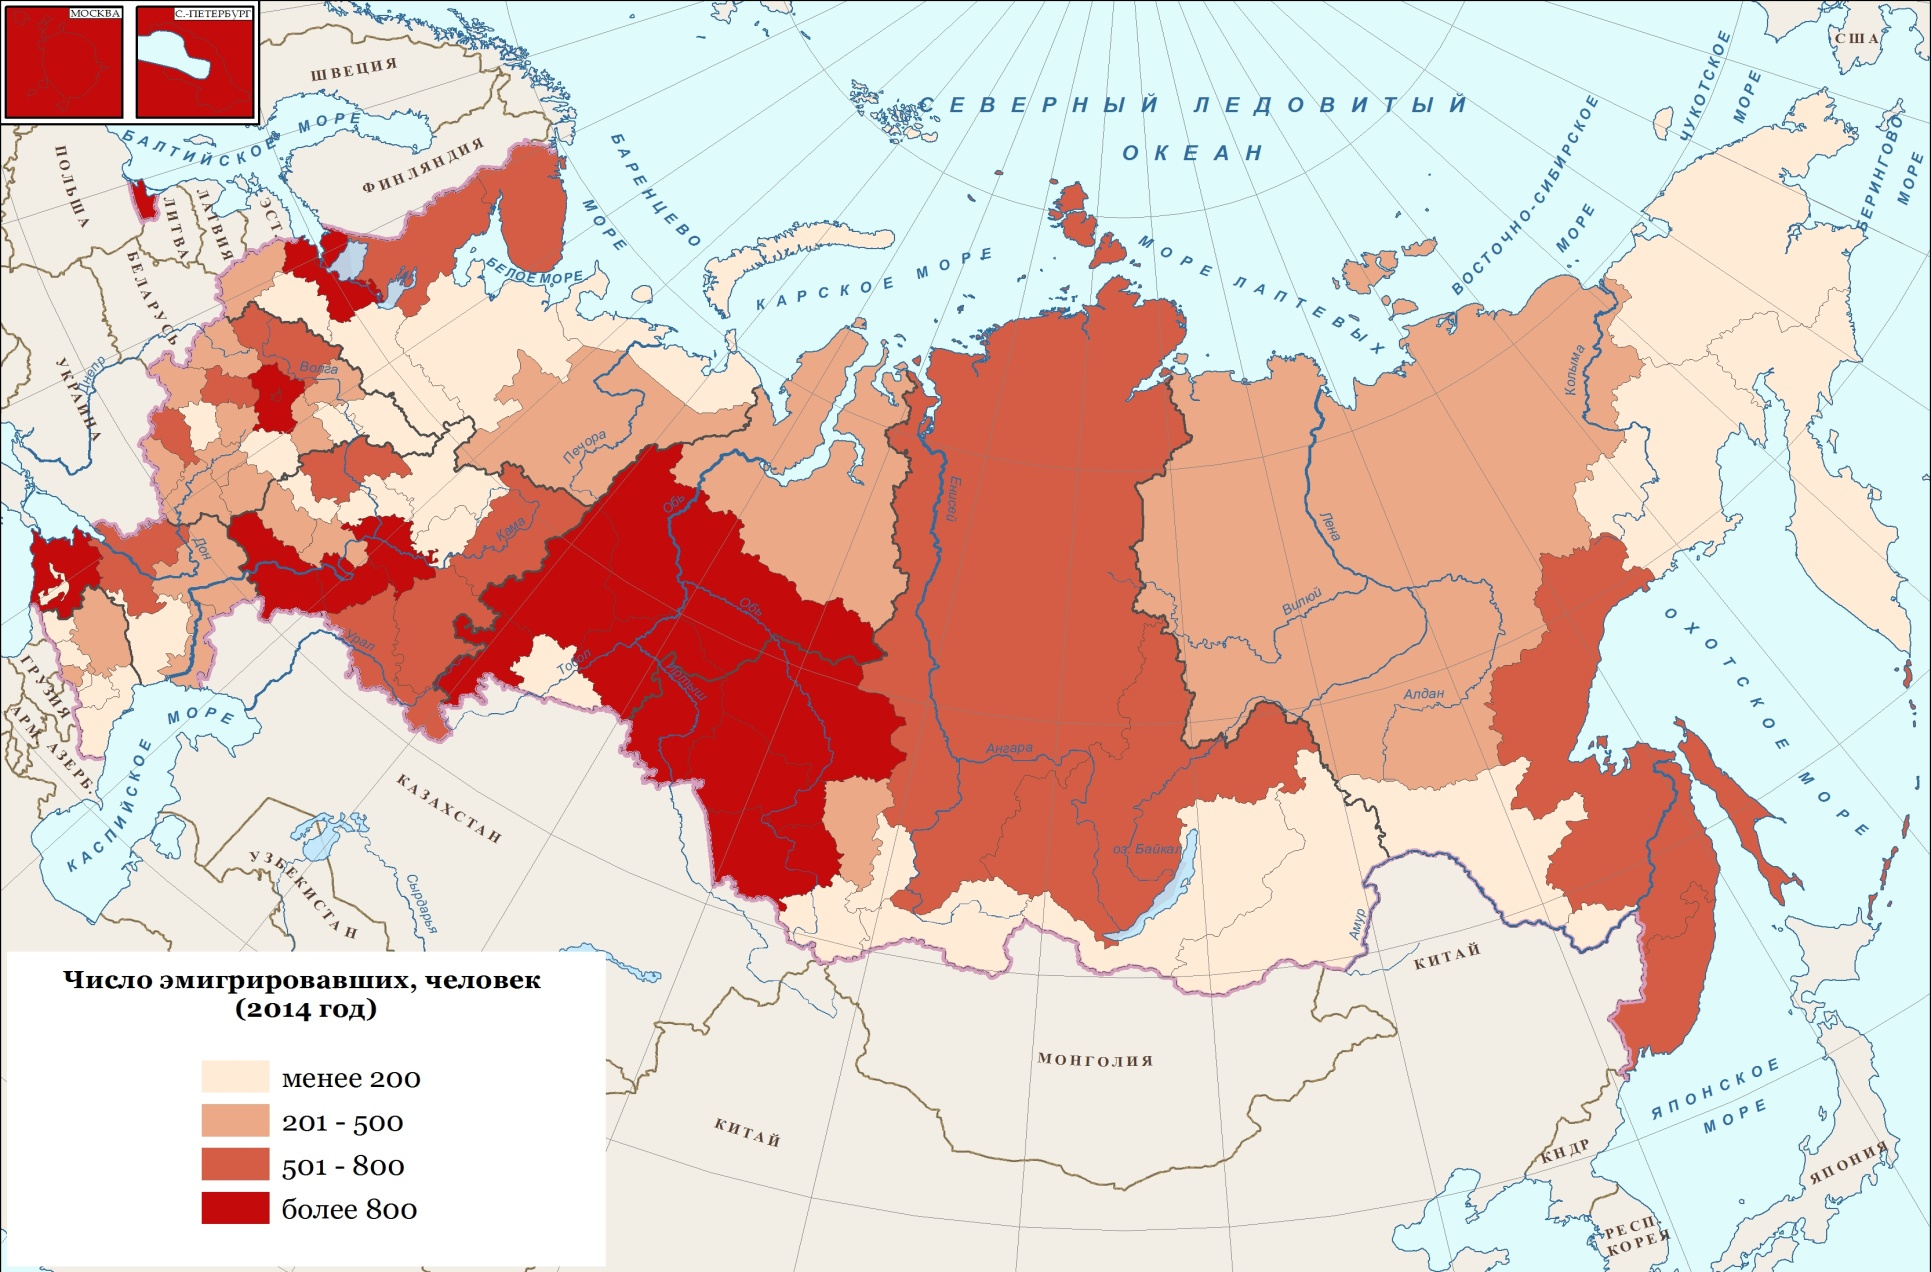 МОСКВА
С.-ПЕТЕРБУРГ
ШВЕЦИЯ
БАЛТИЙСКОЕ МОРЕ
ФИНЛЯНДИЯ
ПОЛЬША
ЛИТВА
ЛАТВИЯ
ЭСТ.
БЕЛАРУСЬ
УКРАИНА
Днепр
БАРЕНЦЕВО
МОРЕ
БЕЛОЕ МОРЕ
СЕВЕРНЫЙ ЛЕДОВИТЫЙ
ОКЕАН
КАРСКОЕ МОРЕ
МОРЕ ЛАПТЕВЫХ
ВОСТОЧНО-СИБИРСКОЕ
МОРЕ
ЧУКОТСКОЕ
МОРЕ
США
БЕРИНГОВО
МОРЕ
Волга
Печора
Кама
Дон
Урал
Обь
Обь
Тобол
Иртыш
Енисей
Ангара
оз. Байкал
Лена
Вилюй
Алдан
Колыма
Амур
ОХОТСКОЕ МОРЕ
ГРУЗИЯ
АРМ.
АЗЕРБ.
КАСПИЙСКОЕ
МОРЕ
КАЗАХСТАН
УЗБЕКИСТАН
Сырдарья
МОНГОЛИЯ
КИТАЙ
КИТАЙ
ЯПОНСКОЕ
МОРЕ
КНДР
РЕСП.
КОРЕЯ
ЯПОНИЯ
Число эмигрировавших, человек
(2014 год)
менее 200
201 - 500
501 - 800
более 800